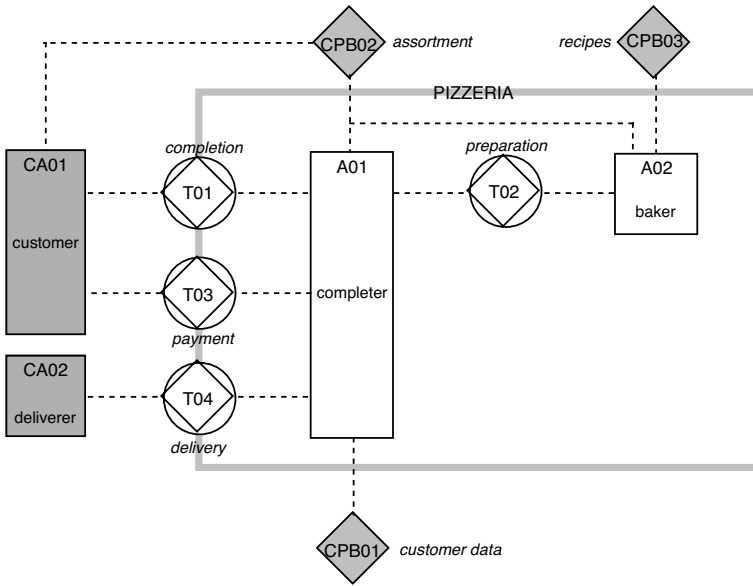 CPB02 assortment
recipes CPB03
PIZZERIA
completion
preparation
CA01
customer
T01
A01
completer
T02
A02
baker
T03
payment
CA02
deliverer
T04
delivery
CPB01 customer data